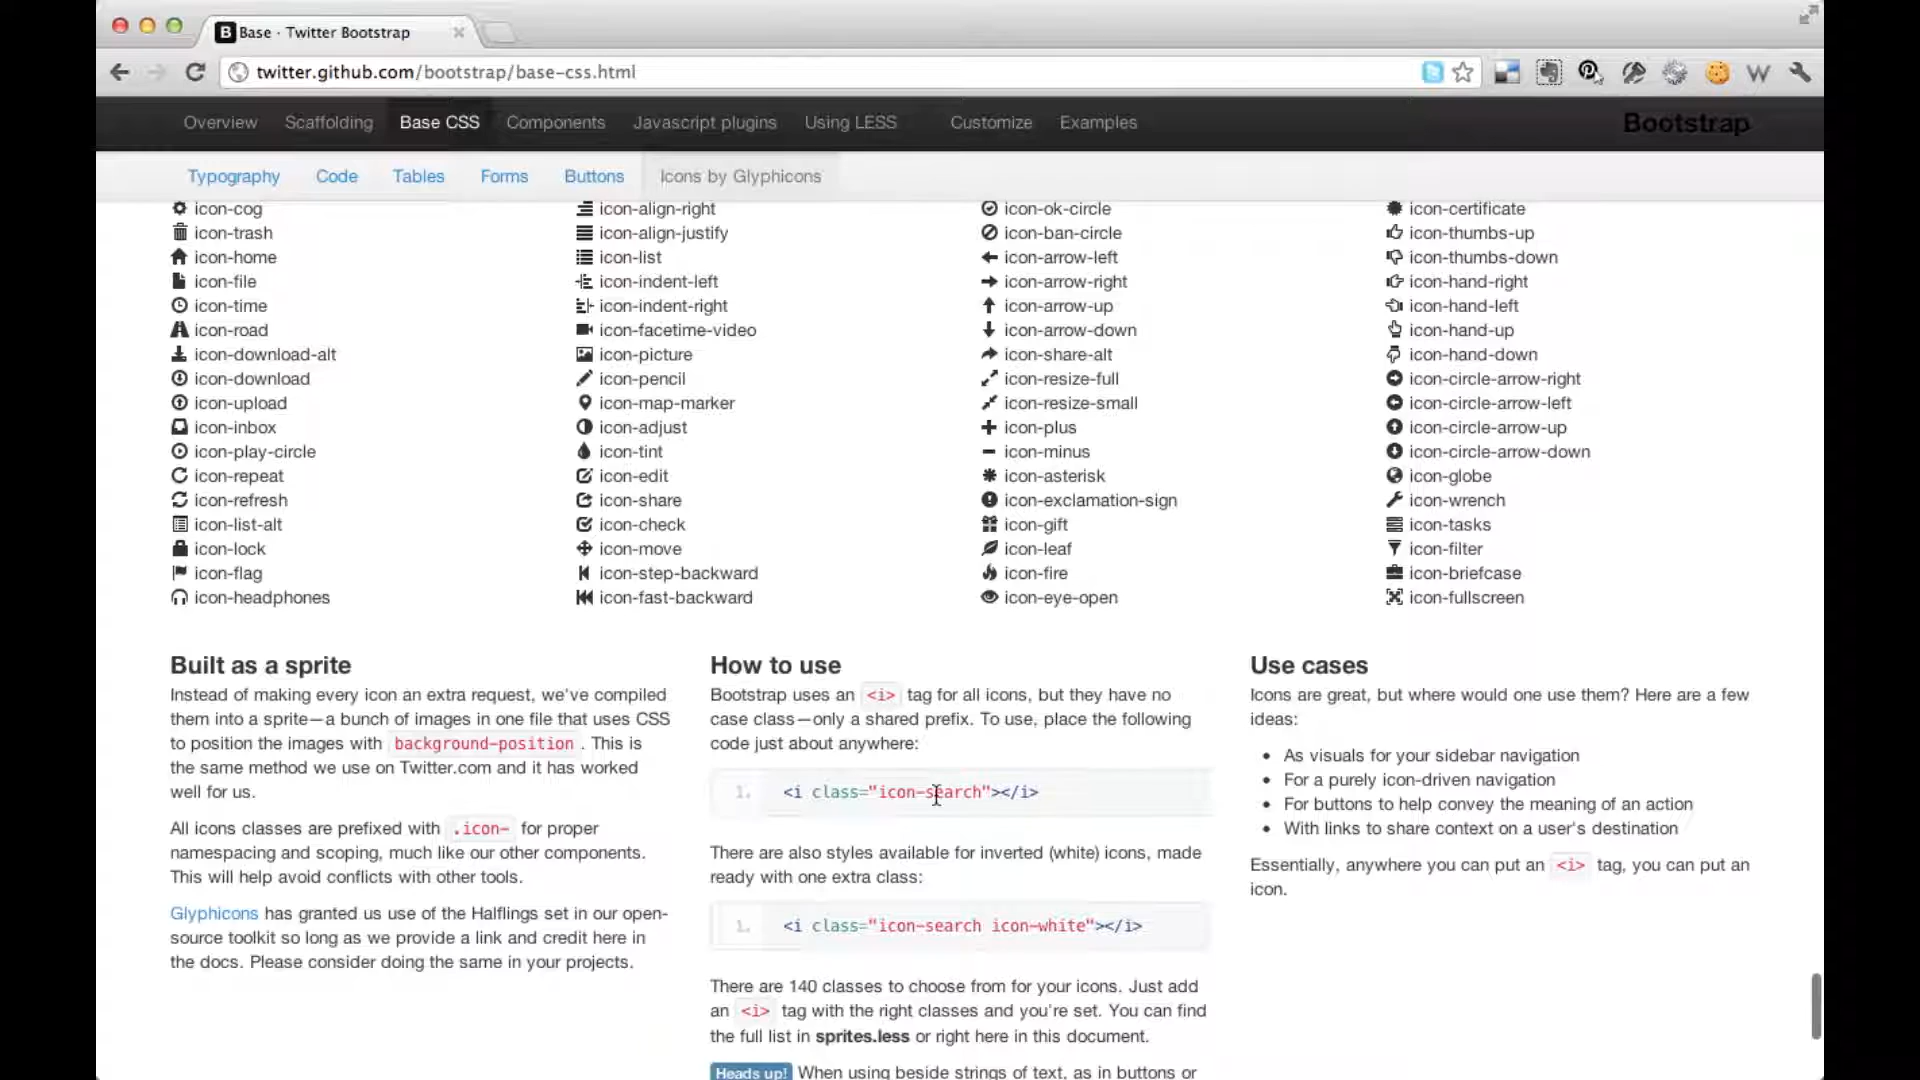 Base · Twitter Bootstrap
twitter.github.com/bootstrap/base-css.html
Overview Scaffolding Base CSS Components Javascript plugins Using LESS Customize Examples Bootstrap
Typography Code Tables Forms Buttons Icons by Glyphicons
icon-cog icon-align-right icon-ok-circle icon-certificate
icon-trash icon-align-justify icon-ban-circle icon-thumbs-up
icon-home icon-list icon-arrow-left icon-thumbs-down
icon-file icon-indent-left icon-arrow-right icon-hand-right
icon-time icon-indent-right icon-arrow-up icon-hand-left
icon-road icon-facetime-video icon-arrow-down icon-hand-up
icon-download-alt icon-picture icon-share-alt icon-hand-down
icon-download icon-pencil icon-resize-full icon-circle-arrow-right
icon-upload icon-map-marker icon-resize-small icon-circle-arrow-left
icon-inbox icon-adjust icon-plus icon-circle-arrow-up
icon-play-circle icon-tint icon-minus icon-circle-arrow-down
icon-repeat icon-edit icon-asterisk icon-globe
icon-refresh icon-share icon-exclamation-sign icon-wrench
icon-list-alt icon-check icon-gift icon-tasks
icon-lock icon-move icon-leaf icon-filter
icon-flag icon-step-backward icon-fire icon-briefcase
icon-headphones icon-fast-backward icon-eye-open icon-fullscreen
Built as a sprite
Instead of making every icon an extra request, we've compiled
them into a sprite—a bunch of images in one file that uses CSS
to position the images with background-position . This is
the same method we use on Twitter.com and it has worked
well for us.
All icons classes are prefixed with .icon- for proper
namespacing and scoping, much like our other components.
This will help avoid conflicts with other tools.
Glyphicons has granted us use of the Halflings set in our open-
source toolkit so long as we provide a link and credit here in
the docs. Please consider doing the same in your projects.
How to use
Bootstrap uses an <i> tag for all icons, but they have no
case class—only a shared prefix. To use, place the following
code just about anywhere:
1. <i class="icon-search"></i>
There are also styles available for inverted (white) icons, made
ready with one extra class:
1. <i class="icon-search icon-white"></i>
There are 140 classes to choose from for your icons. Just add
an <i> tag with the right classes and you're set. You can find
the full list in sprites.less or right here in this document.
Heads up! When using beside strings of text, as in buttons or
Use cases
Icons are great, but where would one use them? Here are a few
ideas:
• As visuals for your sidebar navigation
• For a purely icon-driven navigation
• For buttons to help convey the meaning of an action
• With links to share context on a user's destination
Essentially, anywhere you can put an <i> tag, you can put an
icon.